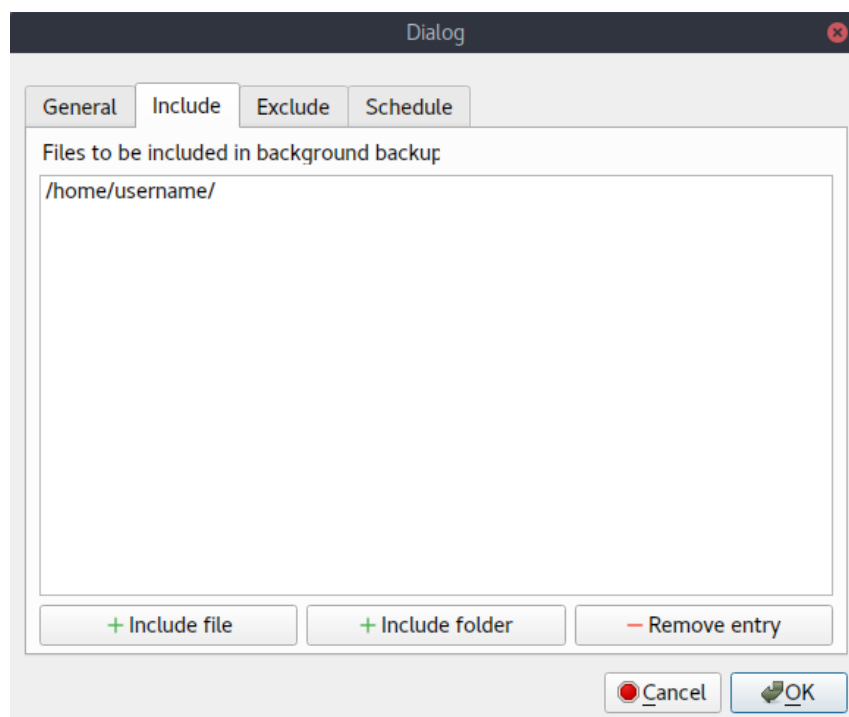 Dialog
General Include Exclude Schedule
Files to be included in background backup
/home/username/
+ Include file + Include folder − Remove entry
Cancel OK